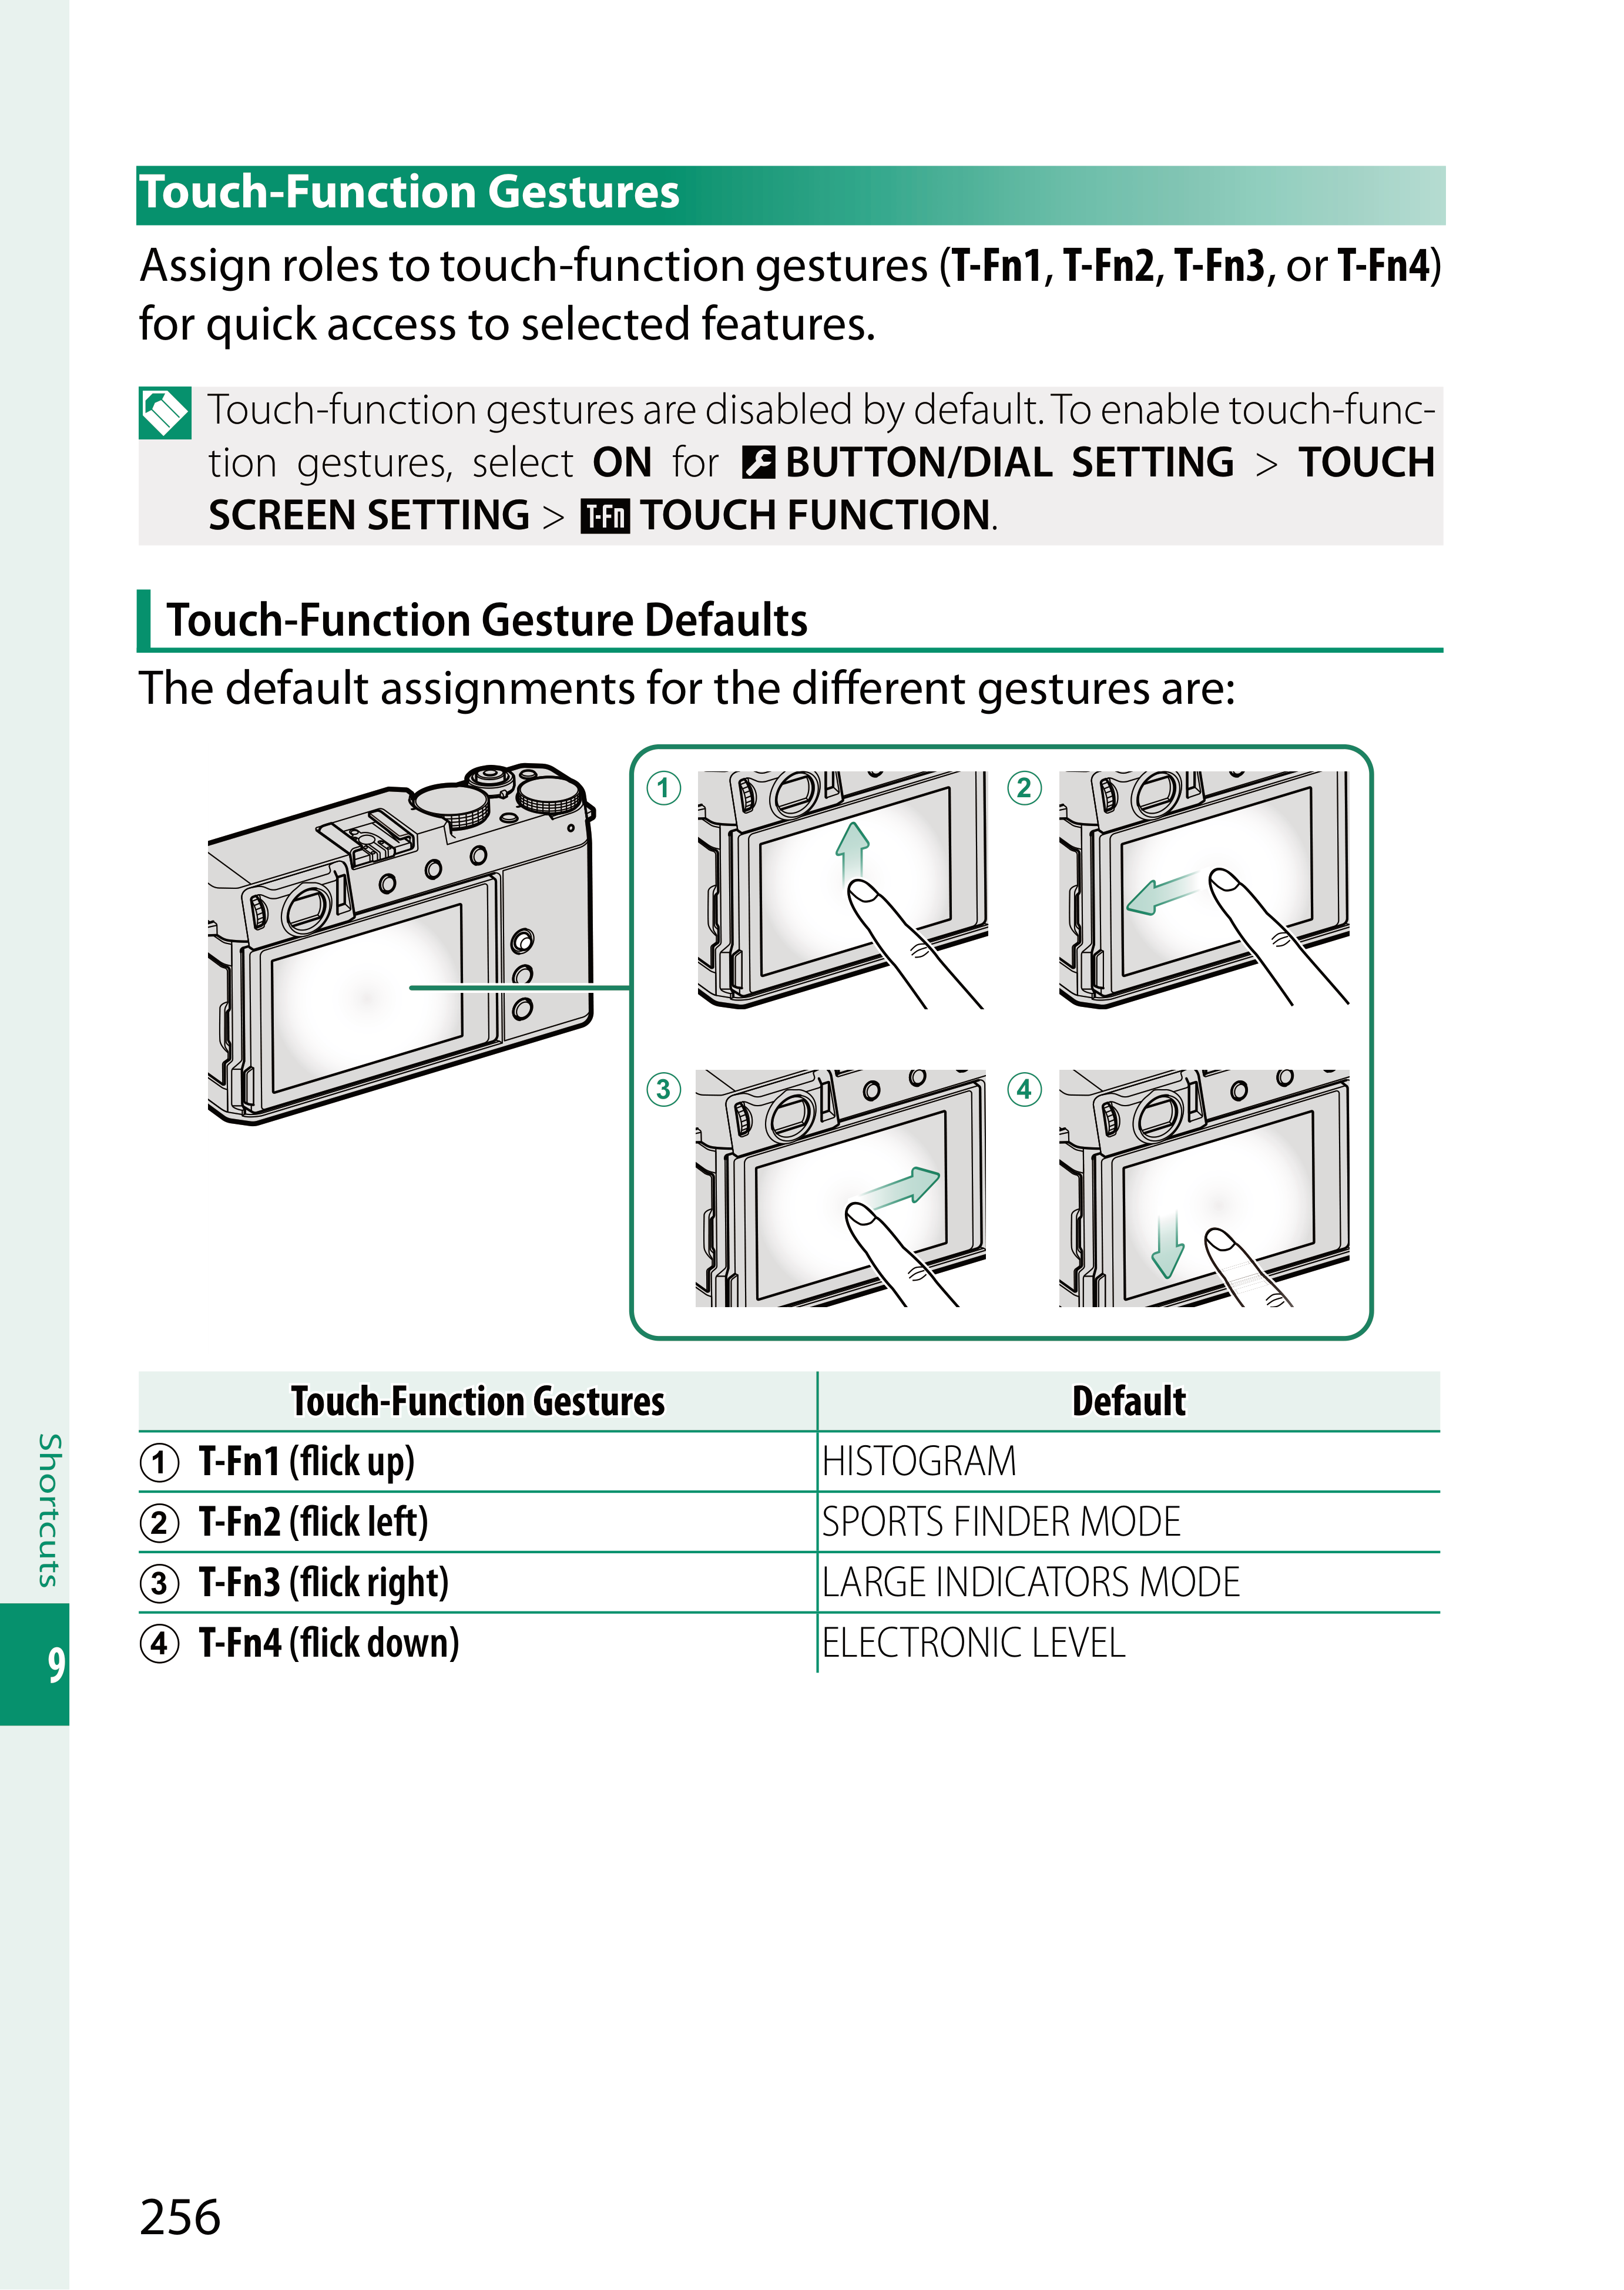 Touch-Function Gestures
Assign roles to touch-function gestures (T-Fn1, T-Fn2, T-Fn3, or T-Fn4)
for quick access to selected features.
Touch-function gestures are disabled by default. To enable touch-func-
tion gestures, select ON for BUTTON/DIAL SETTING > TOUCH
SCREEN SETTING > T-Fn TOUCH FUNCTION.
Touch-Function Gesture Defaults
The default assignments for the different gestures are:
① ②
③ ④
Touch-Function Gestures Default
① T-Fn1 (flick up) HISTOGRAM
② T-Fn2 (flick left) SPORTS FINDER MODE
③ T-Fn3 (flick right) LARGE INDICATORS MODE
④ T-Fn4 (flick down) ELECTRONIC LEVEL
Shortcuts
9
256